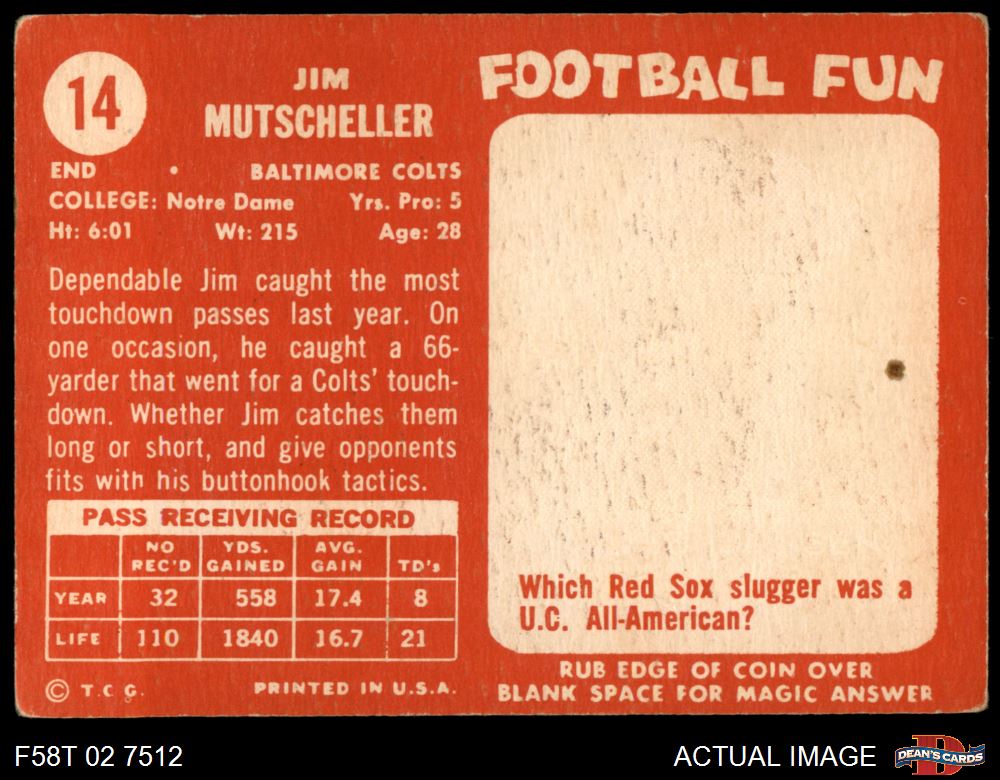 14
JIM
MUTSCHELLER
END • BALTIMORE COLTS
COLLEGE: Notre Dame Yrs. Pro: 5
Ht: 6:01 Wt: 215 Age: 28
Dependable Jim caught the most
touchdown passes last year. On
one occasion, he caught a 66-
yarder that went for a Colts' touch-
down. Whether Jim catches them
long or short, and give opponents
fits with his buttonhook tactics.
PASS RECEIVING RECORD
NO REC'D YDS. GAINED AVG. GAIN TD's
YEAR 32 558 17.4 8
LIFE 110 1840 16.7 21
© T.C.G. PRINTED IN U.S.A.
FOOTBALL FUN
Which Red Sox slugger was a
U.C. All-American?
RUB EDGE OF COIN OVER
BLANK SPACE FOR MAGIC ANSWER
F58T 02 7512
ACTUAL IMAGE
DEAN'S CARDS